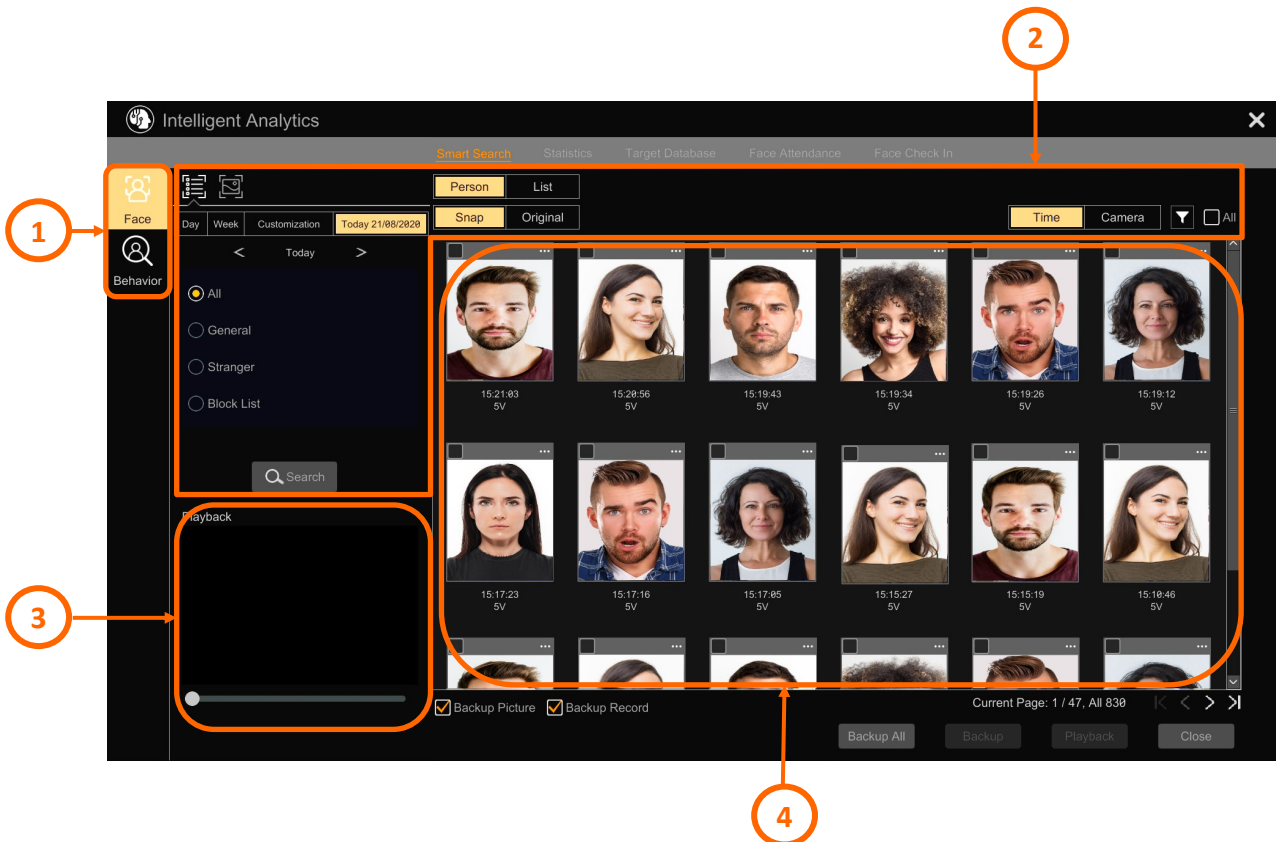 2
Intelligent Analytics
Smart Search Statistics Target Database Face Attendance Face Check In
1
Face
Behavior
Person List
Snap Original
Time Camera All
Day Week Customization Today 21/08/2020
< Today >
All
General
Stranger
Block List
Search
15:21:03 15:20:56 15:19:43 15:19:34 15:19:26 15:19:12
5V 5V 5V 5V 5V 5V
15:17:23 15:17:16 15:17:05 15:15:27 15:15:19 15:10:46
5V 5V 5V 5V 5V 5V
3
Playback
Backup Picture Backup Record
Current Page: 1 / 47, All 830
Backup All Backup Playback Close
4